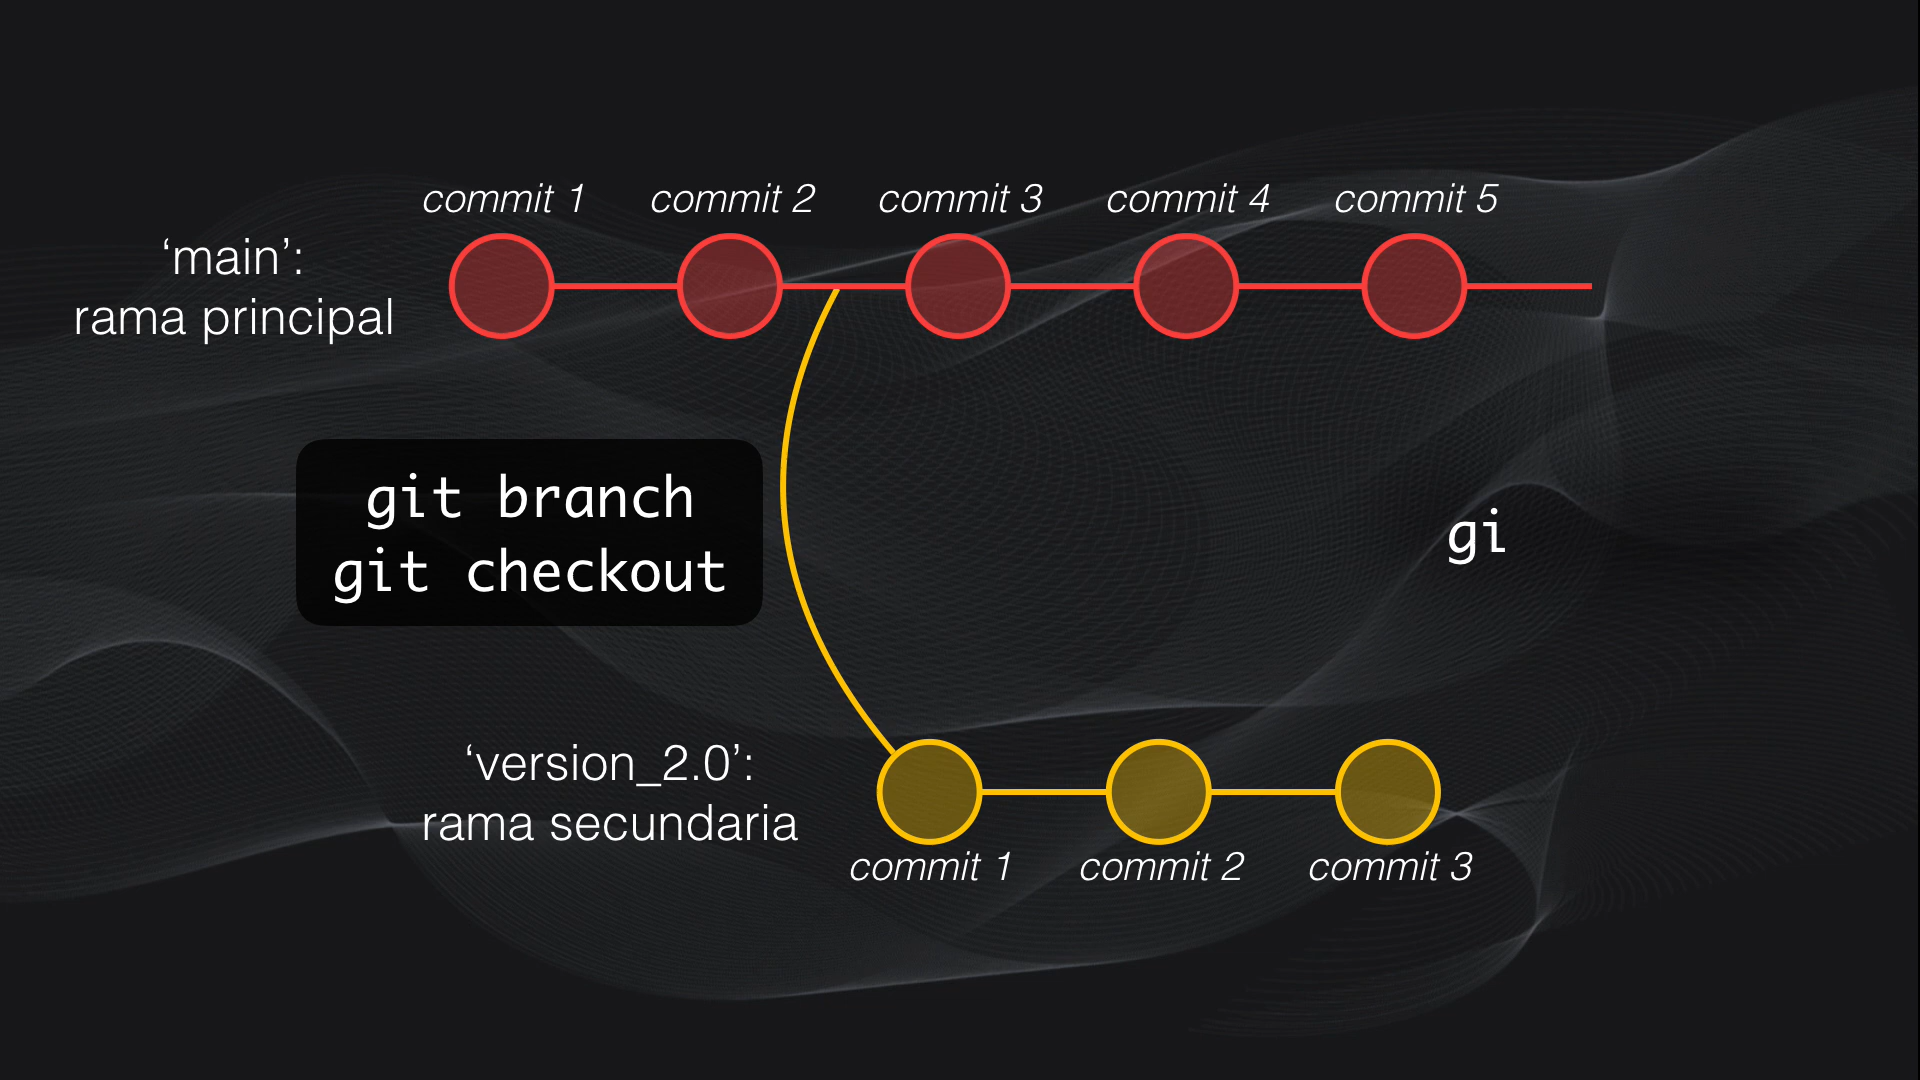 commit 1
commit 2
commit 3
commit 4
commit 5
‘main’:
rama principal
git branch
git checkout
gi
‘version_2.0’:
rama secundaria
commit 1
commit 2
commit 3